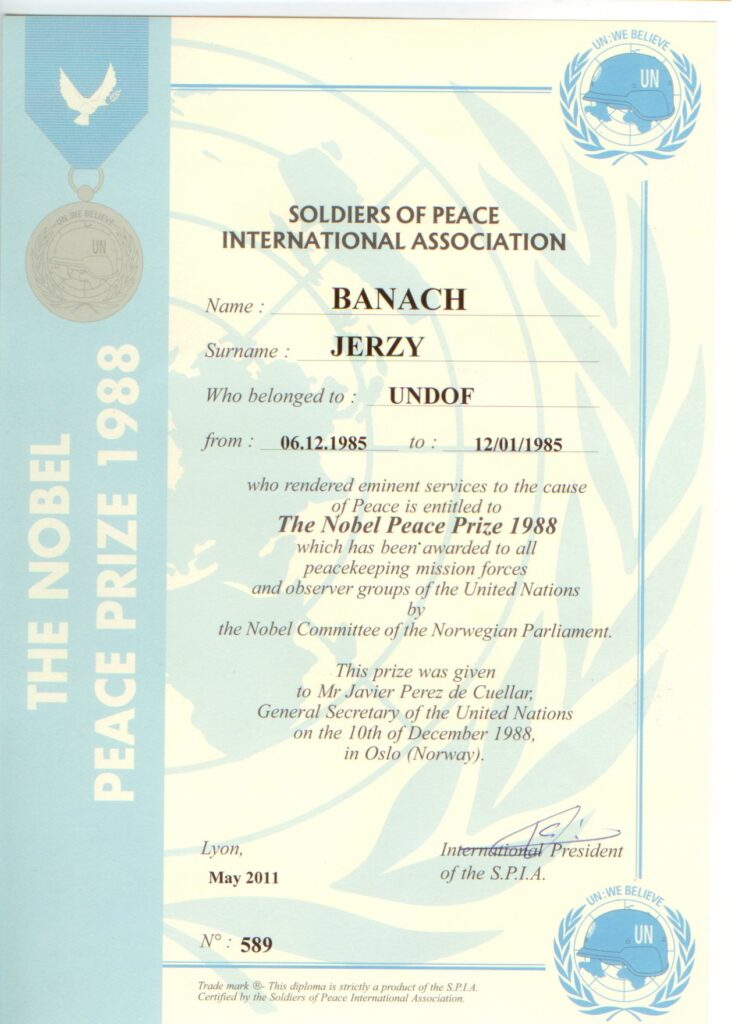 UN: WE BELIEVE
UN
UN: WE BELIEVE
UN
THE NOBEL
PEACE PRIZE 1988
SOLDIERS OF PEACE
INTERNATIONAL ASSOCIATION
Name : BANACH
Surname : JERZY
Who belonged to : UNDOF
from : 06.12.1985 to : 12/01/1985
who rendered eminent services to the cause
of Peace is entitled to
The Nobel Peace Prize 1988
which has been awarded to all
peacekeeping mission forces
and observer groups of the United Nations
by
the Nobel Committee of the Norwegian Parliament.
This prize was given
to Mr Javier Perez de Cuellar,
General Secretary of the United Nations
on the 10th of December 1988,
in Oslo (Norway).
Lyon,
May 2011
International President
of the S.P.I.A.
N° : 589
UN: WE BELIEVE
UN
Trade mark ®- This diploma is strictly a product of the S.P.I.A.
Certified by the Soldiers of Peace International Association.